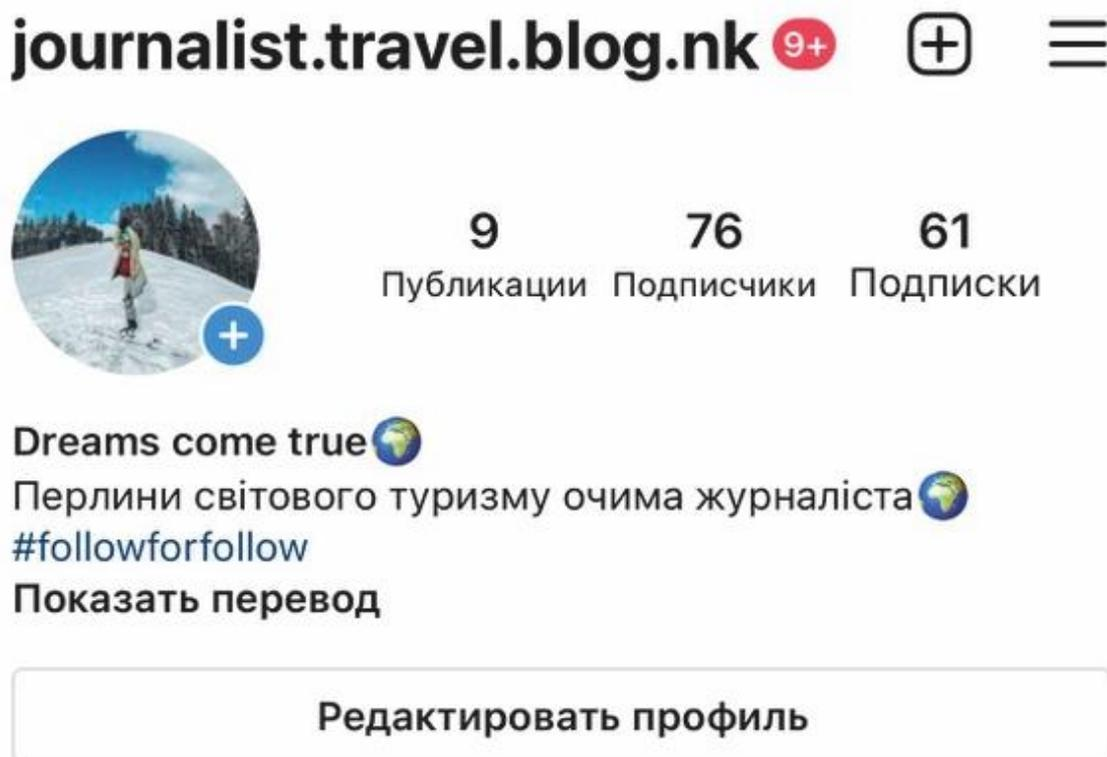 journalist.travel.blog.nk 9+
9 76 61
Публикации Подписчики Подписки
Dreams come true🌍
Перлини світового туризму очима журналіста🌍
#followforfollow
Показать перевод
Редактировать профиль